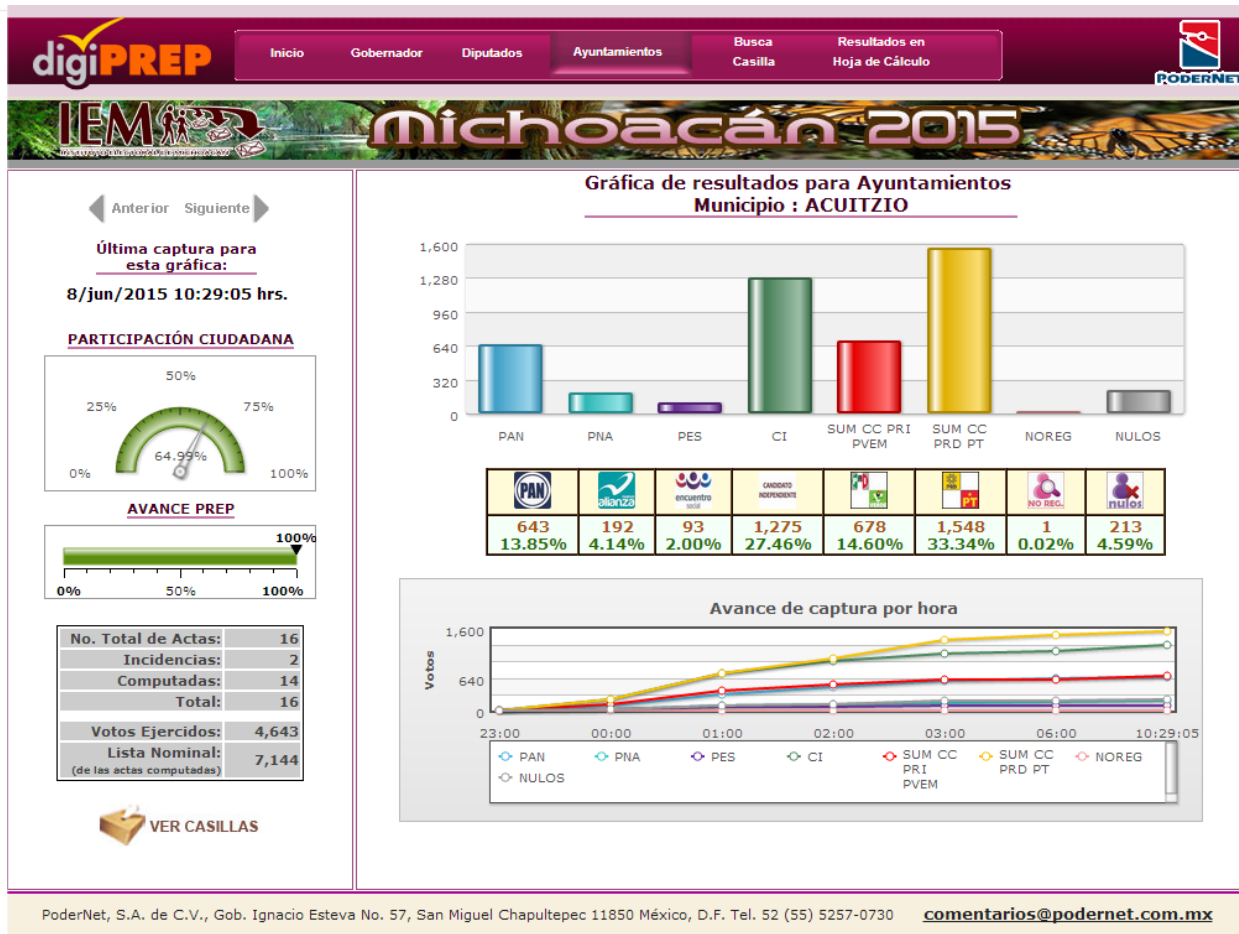 digiPREP
Inicio
Gobernador
Diputados
Ayuntamientos
Busca
Casilla
Resultados en
Hoja de Cálculo
PODERNET
IEM
INSTITUTO ELECTORAL DE MICHOACÁN
Michoacán 2015
Anterior Siguiente
Última captura para
esta gráfica:
8/jun/2015 10:29:05 hrs.
PARTICIPACIÓN CIUDADANA
50%
25% 75%
64.99%
0% 100%
AVANCE PREP
100%
0% 50% 100%
No. Total de Actas: 16
Incidencias: 2
Computadas: 14
Total: 16
Votos Ejercidos: 4,643
Lista Nominal: 7,144
(de las actas computadas)
VER CASILLAS
Gráfica de resultados para Ayuntamientos
Municipio : ACUITZIO
1,600
1,280
960
640
320
0
PAN PNA PES CI SUM CC PRI PVEM SUM CC PRD PT NOREG NULOS
PAN
alianza
encuentro
social
CANDIDATO
INDEPENDIENTE
PRD
PT
NO REG.
nulos
643 192 93 1,275 678 1,548 1 213
13.85% 4.14% 2.00% 27.46% 14.60% 33.34% 0.02% 4.59%
Avance de captura por hora
Votos
1,600
640
0
23:00 00:00 01:00 02:00 03:00 06:00 10:29:05
PAN PNA PES CI SUM CC PRI PVEM SUM CC PRD PT NOREG
NULOS
PoderNet, S.A. de C.V., Gob. Ignacio Esteva No. 57, San Miguel Chapultepec 11850 México, D.F. Tel. 52 (55) 5257-0730 comentarios@podernet.com.mx